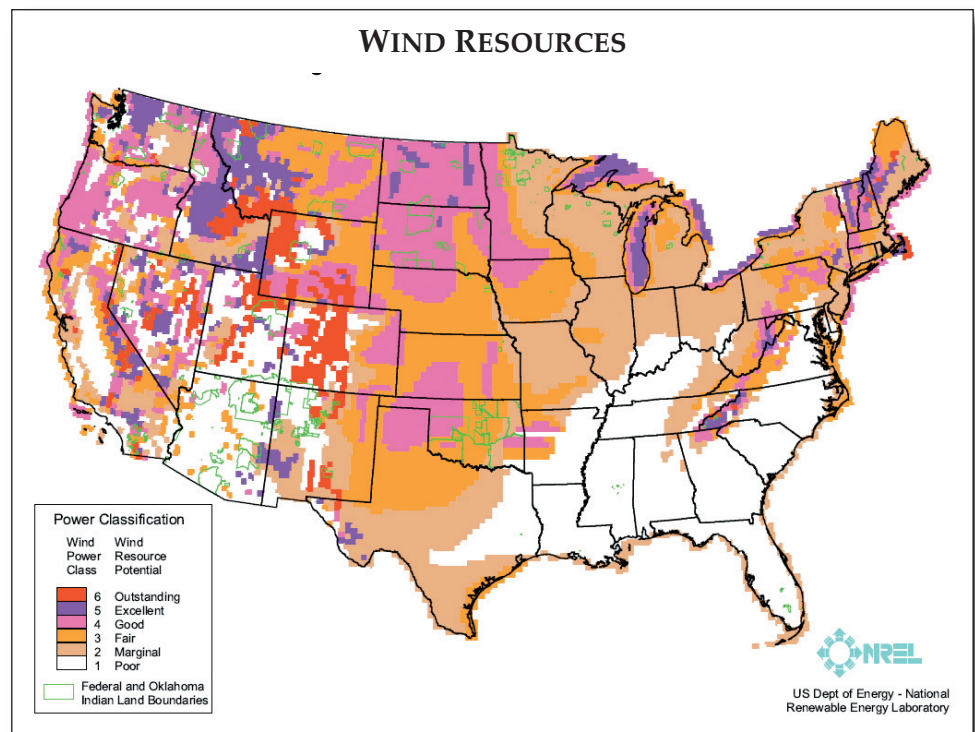 WIND RESOURCES
Power Classification
Wind Wind
Power Resource
Class Potential
6 Outstanding
5 Excellent
4 Good
3 Fair
2 Marginal
1 Poor
Federal and Oklahoma
Indian Land Boundaries
NREL
US Dept of Energy - National
Renewable Energy Laboratory